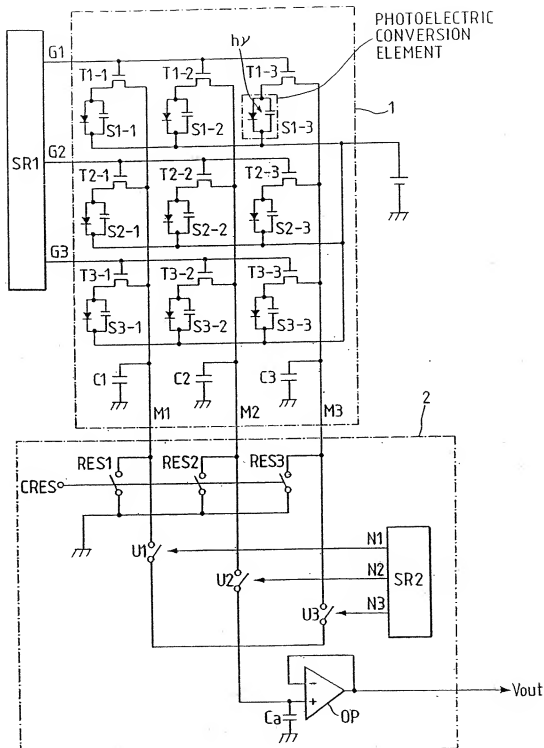 PHOTOELECTRIC
CONVERSION
ELEMENT
G1
T1-1
T1-2
hν
T1-3
S1-1
S1-2
S1-3
1
SR1
G2
T2-1
T2-2
T2-3
S2-1
S2-2
S2-3
G3
T3-1
T3-2
T3-3
S3-1
S3-2
S3-3
C1
C2
C3
M1
M2
M3
2
RES1
RES2
RES3
CRES
N1
U1
N2
U2
SR2
N3
U3
Vout
Ca
-
+
OP